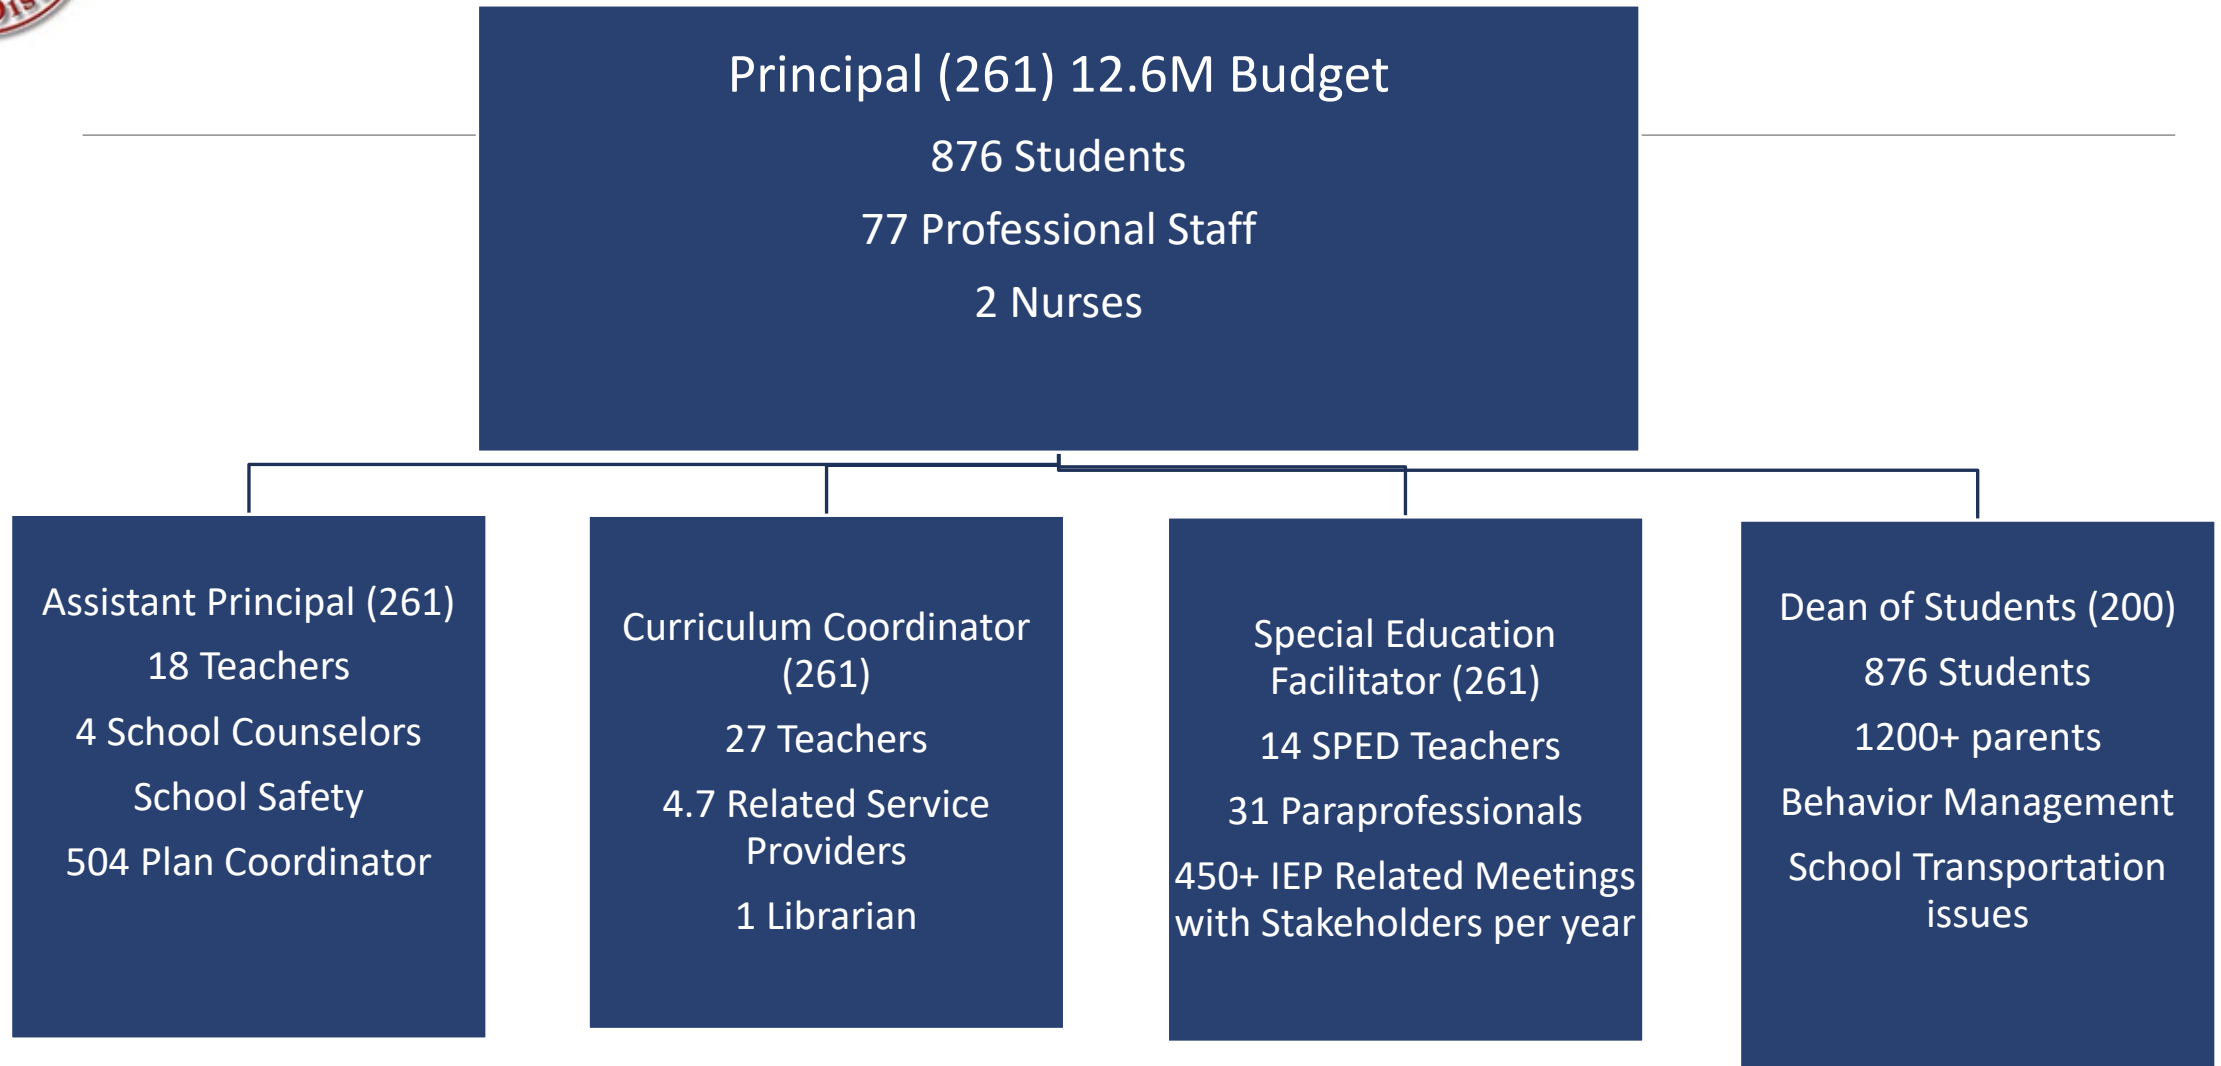 Principal (261) 12.6M Budget
876 Students
77 Professional Staff
2 Nurses
Assistant Principal (261)
18 Teachers
4 School Counselors
School Safety
504 Plan Coordinator
Curriculum Coordinator
(261)
27 Teachers
4.7 Related Service
Providers
1 Librarian
Special Education
Facilitator (261)
14 SPED Teachers
31 Paraprofessionals
450+ IEP Related Meetings
with Stakeholders per year
Dean of Students (200)
876 Students
1200+ parents
Behavior Management
School Transportation
issues